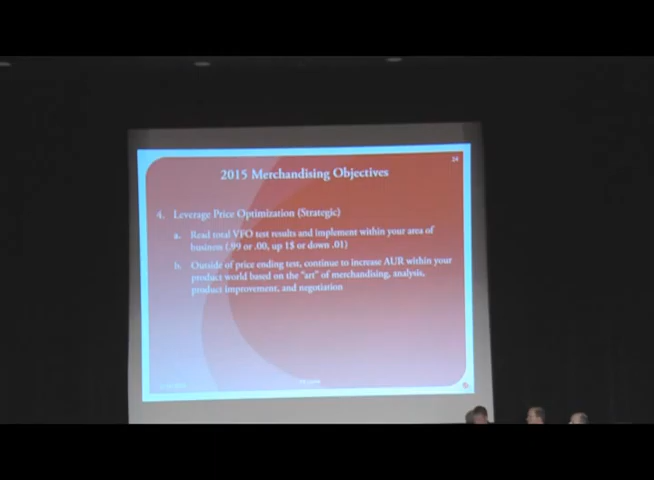 24
2015 Merchandising Objectives
4. Leverage Price Optimization (Strategic)
a. Read total VFO test results and implement within your area of
business (.99 or .00, up 1$ or down .01)
b. Outside of price ending test, continue to increase AUR within your
product world based on the "art" of merchandising, analysis,
product improvement, and negotiation